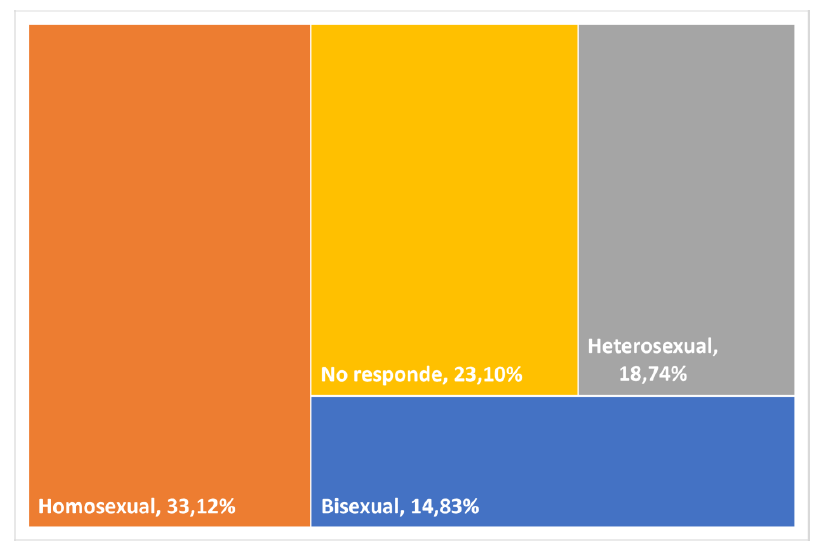 Heterosexual,
18,74%
No responde, 23,10%
Homosexual, 33,12%
Bisexual, 14,83%